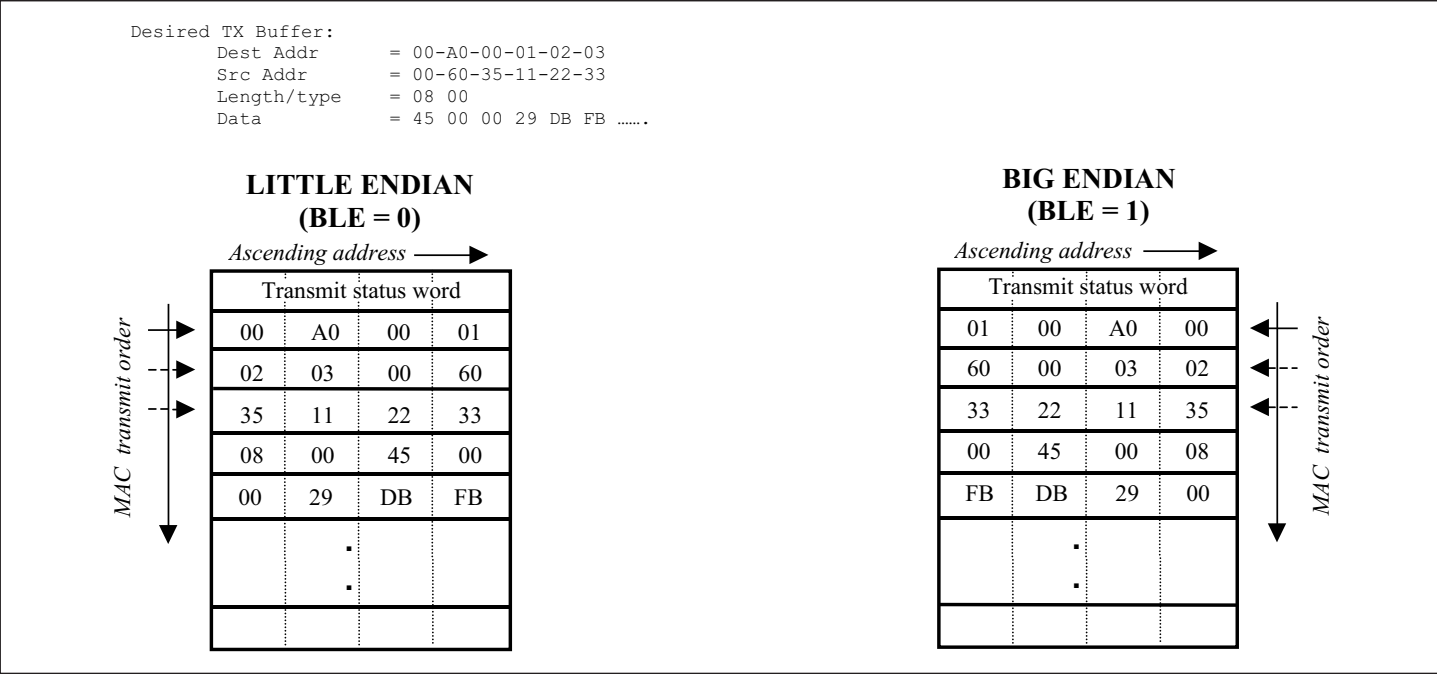 Desired TX Buffer:
Dest Addr = 00-A0-00-01-02-03
Src Addr = 00-60-35-11-22-33
Length/type = 08 00
Data = 45 00 00 29 DB FB …….
LITTLE ENDIAN
(BLE = 0)
Ascending address
Transmit status word
00 A0 00 01
02 03 00 60
35 11 22 33
08 00 45 00
00 29 DB FB
.
.
MAC transmit order
BIG ENDIAN
(BLE = 1)
Ascending address
Transmit status word
01 00 A0 00
60 00 03 02
33 22 11 35
00 45 00 08
FB DB 29 00
.
.
MAC transmit order